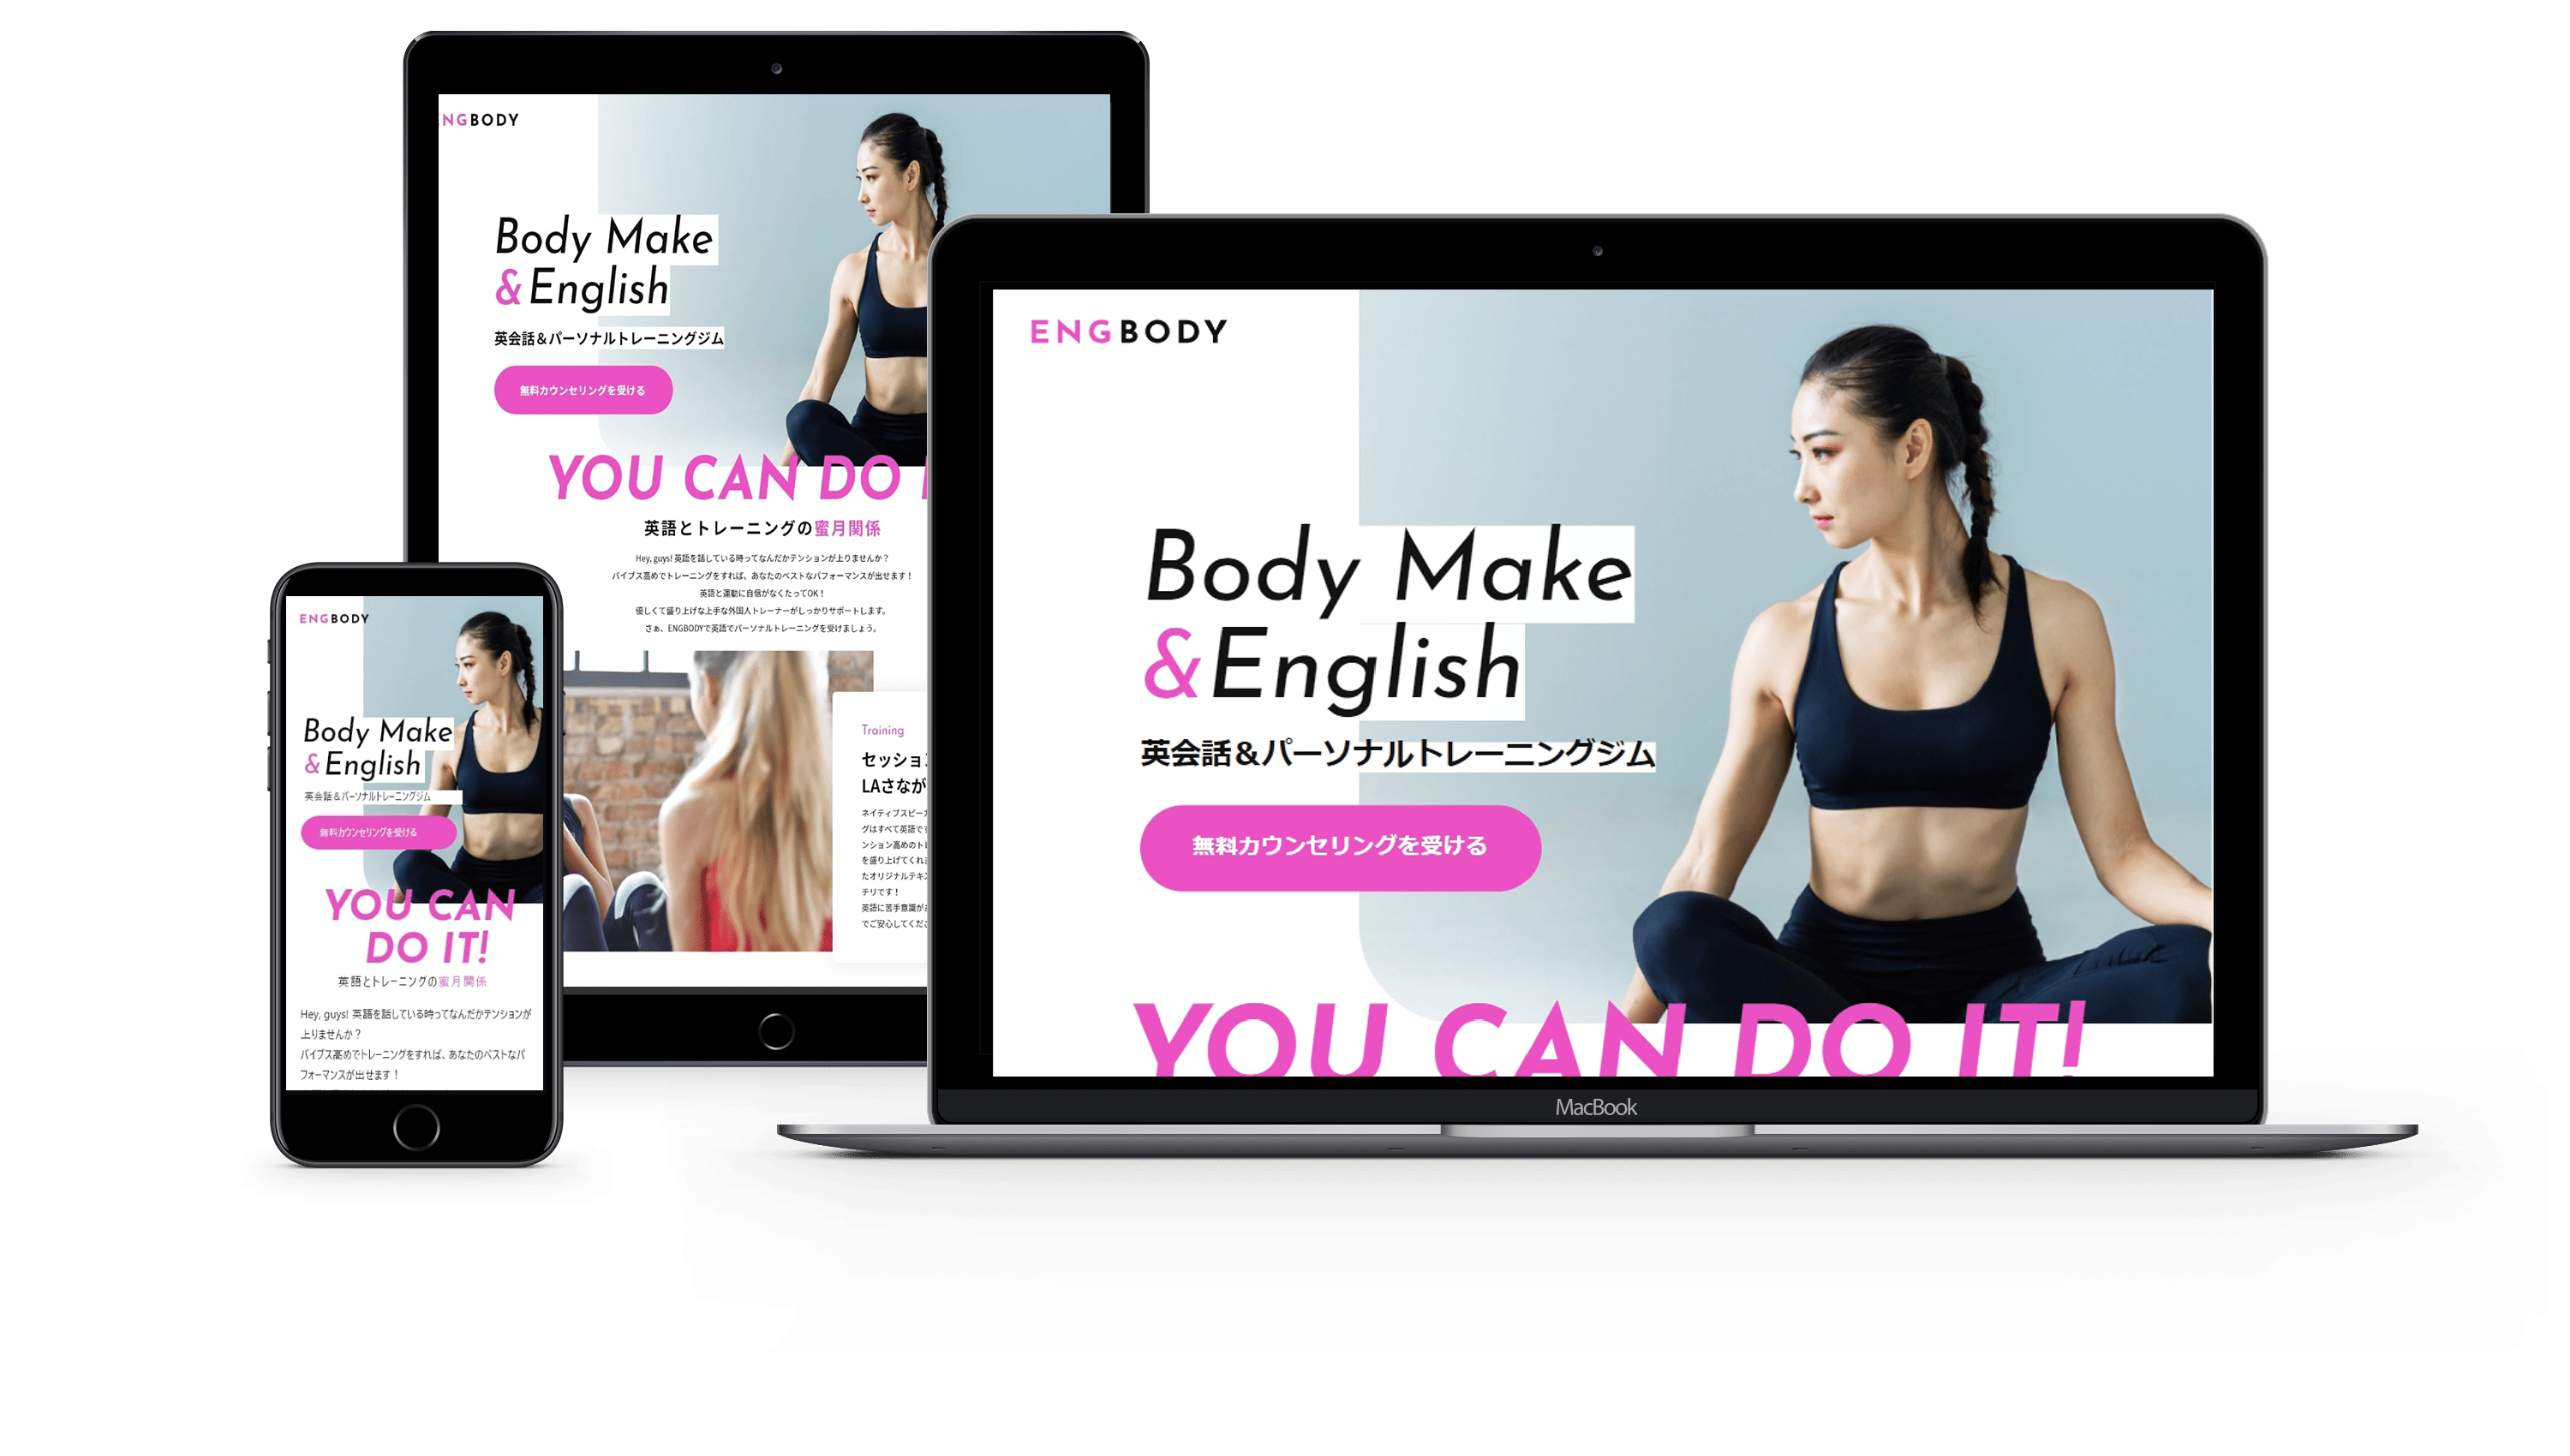 NGBODY
Body Make
&English
英会話&パーソナルトレーニングジム
無料カウンセリングを受ける
YOU CAN DO
英語とトレーニングの蜜月関係
Hey, guys! 英語を話している時ってなんだかテンションが上りませんか？
バイブス高めでトレーニングをすれば、あなたのベストなパフォーマンスが出せます！
英語と運動に自信がなくたってOK！
優しくて盛り上げな上手な外国人トレーナーがしっかりサポートします。
さぁ、ENGBODYで英語でパーソナルトレーニングを受けましょう。
Training
セッショ
LAさなが
ネイティブスピー
グはすべて英語で
ンション高めのト
を盛り上げてくれ
たオリジナルテキ
チリです！
英語に苦手意識が
でご安心してくだ
ENGBODY
Body Make
&English
英会話&パーソナルトレーニングジム
無料カウンセリングを受ける
YOU CAN
DO IT!
英語とトレーニングの蜜月関係
Hey, guys! 英語を話している時ってなんだかテンションが
上りませんか？
バイブス高めでトレーニングをすれば、あなたのベストなパ
フォーマンスが出せます！
ENGBODY
Body Make
&English
英会話&パーソナルトレーニングジム
無料カウンセリングを受ける
YOU CAN DO IT!
MacBook